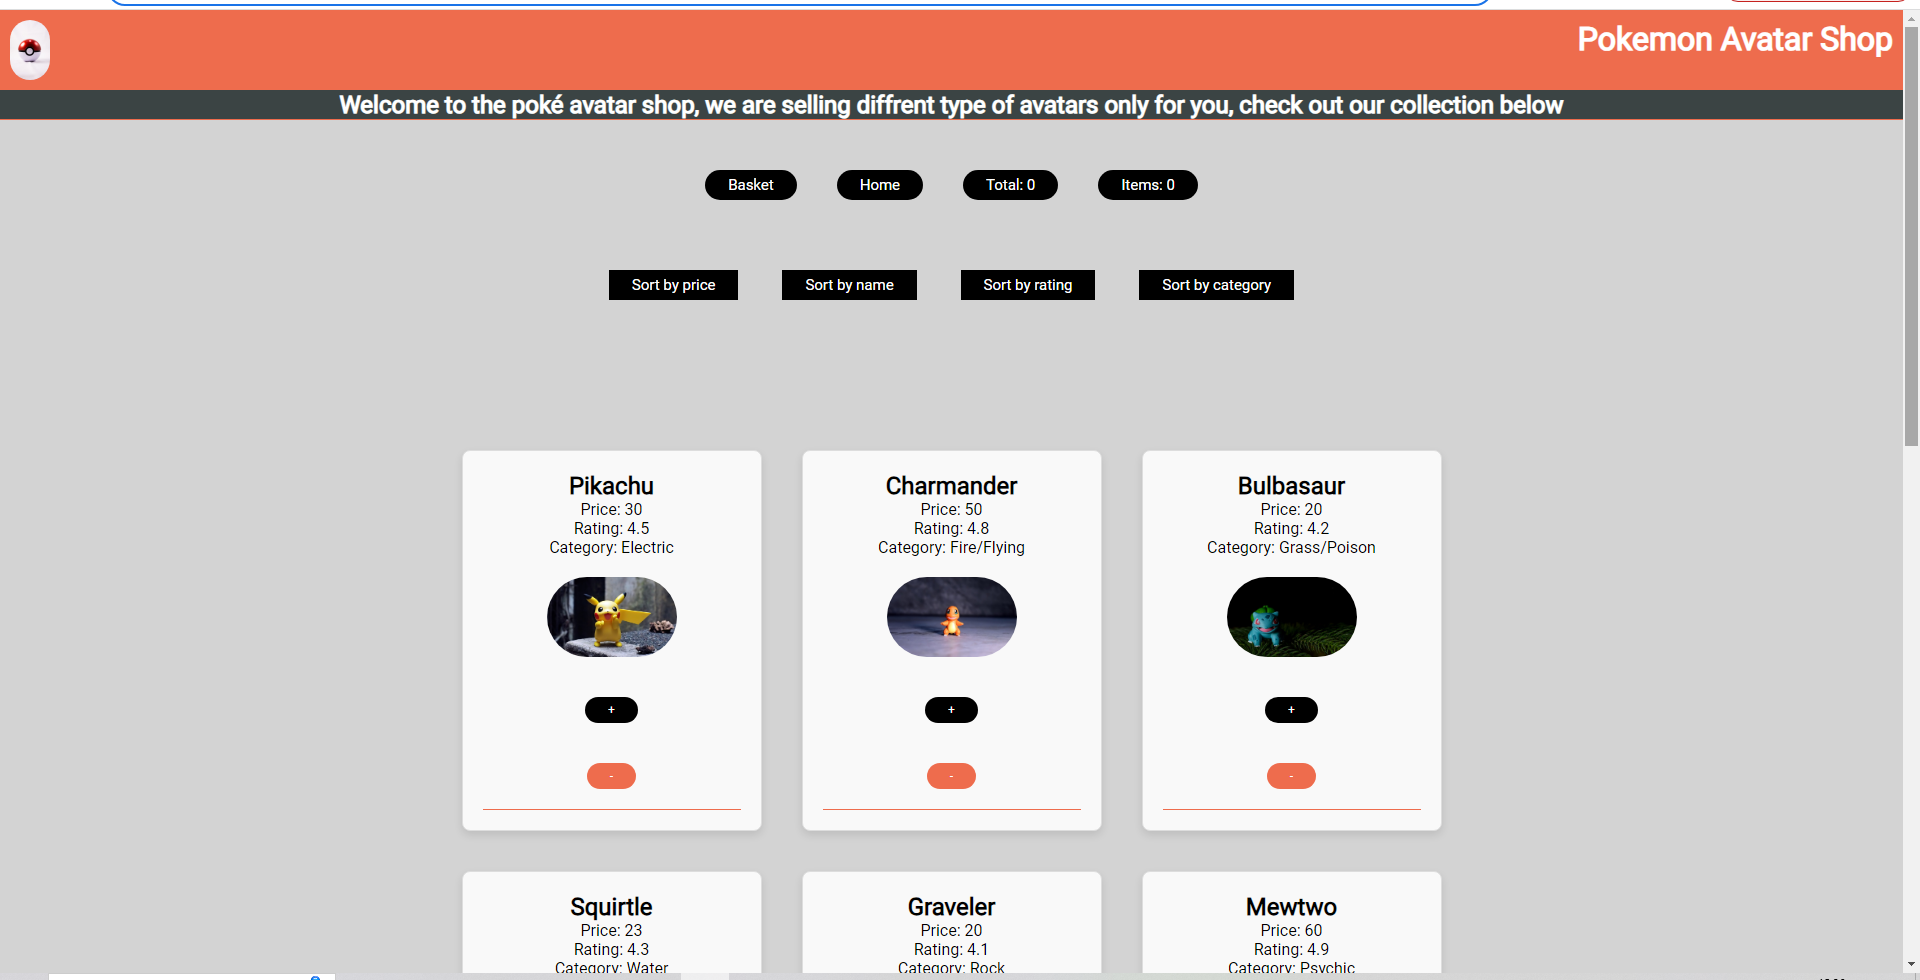 Pokemon Avatar Shop
Welcome to the poké avatar shop, we are selling diffrent type of avatars only for you, check out our collection below
Basket Home Total: 0 Items: 0
Sort by price Sort by name Sort by rating Sort by category
Pikachu
Price: 30
Rating: 4.5
Category: Electric
+
-
Charmander
Price: 50
Rating: 4.8
Category: Fire/Flying
+
-
Bulbasaur
Price: 20
Rating: 4.2
Category: Grass/Poison
+
-
Squirtle
Price: 23
Rating: 4.3
Category: Water
Graveler
Price: 20
Rating: 4.1
Category: Rock
Mewtwo
Price: 60
Rating: 4.9
Category: Psychic